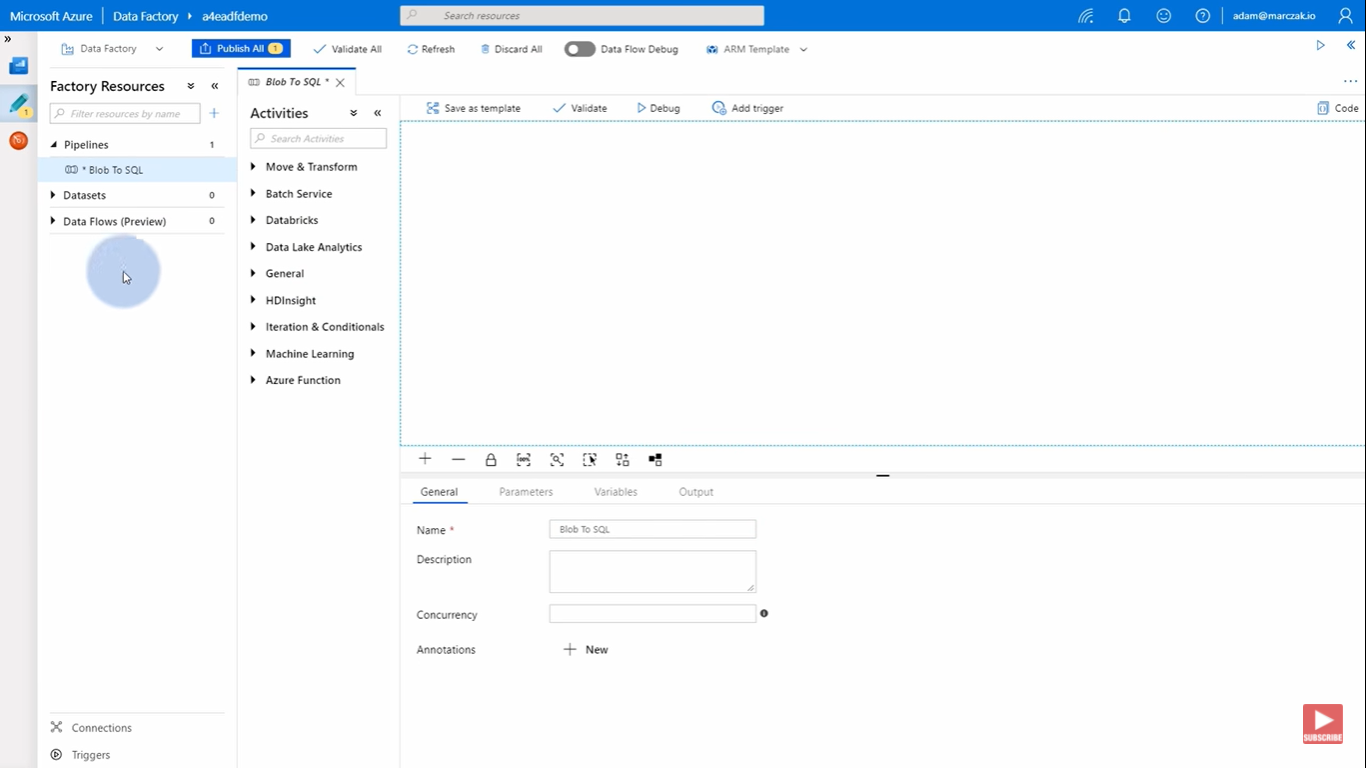 Microsoft Azure
Data Factory
a4eadfdemo
Search resources
adam@marczak.io
»
Data Factory
Publish All 1
Validate All
Refresh
Discard All
Data Flow Debug
ARM Template
«
Factory Resources
«
Filter resources by name
Pipelines 1
* Blob To SQL
Datasets 0
Data Flows (Preview) 0
Connections
Triggers
1
Blob To SQL *
Activities
«
Search Activities
Move & Transform
Batch Service
Databricks
Data Lake Analytics
General
HDInsight
Iteration & Conditionals
Machine Learning
Azure Function
Save as template
Validate
Debug
Add trigger
Code
100%
General
Parameters
Variables
Output
Name *
Blob To SQL
Description
Concurrency
Annotations
New
SUBSCRIBE